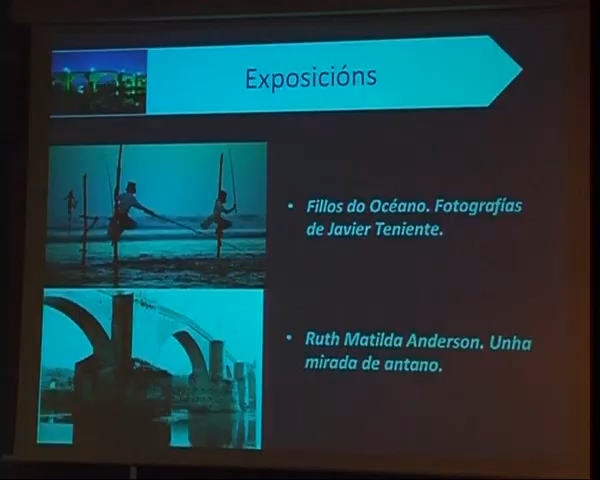 Exposicións
• Fillos do Océano. Fotografías
de Javier Teniente.
• Ruth Matilda Anderson. Unha
mirada de antano.